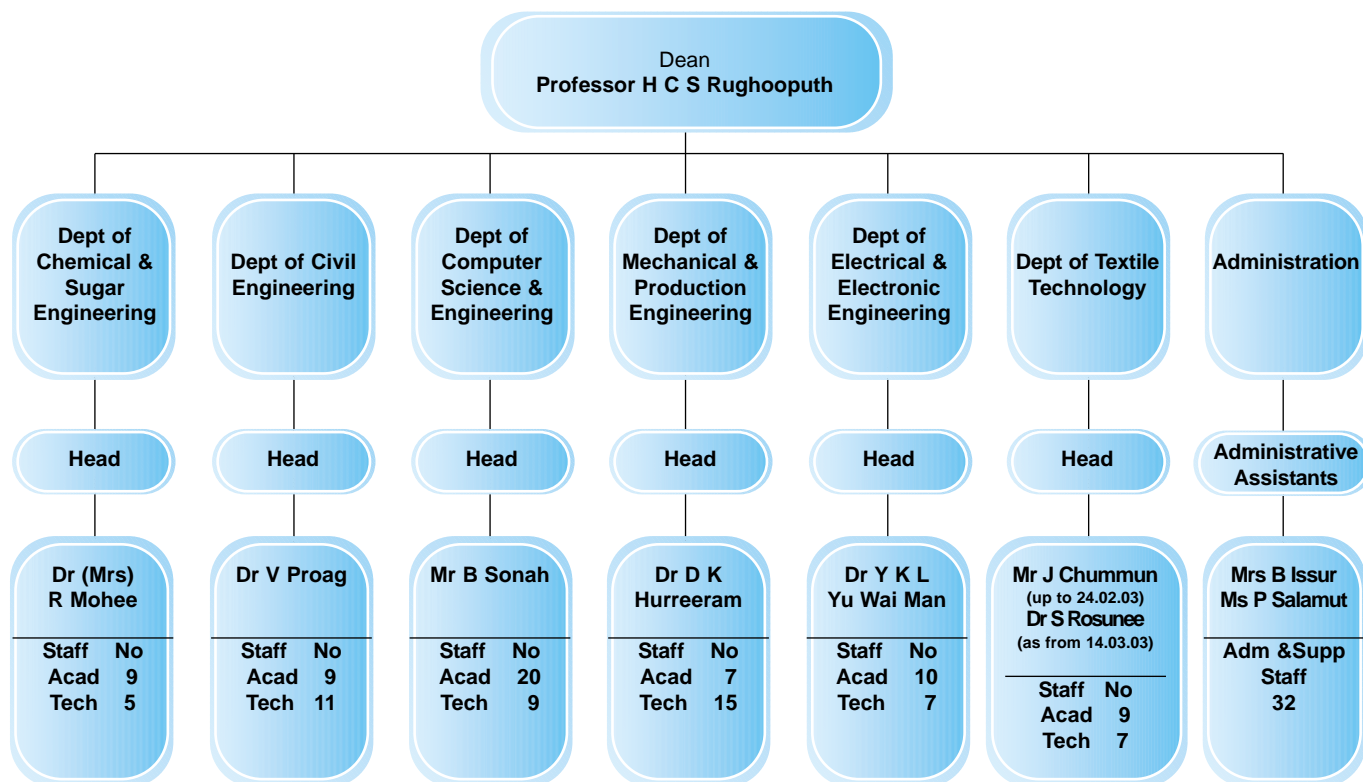 Dean
Professor H C S Rughooputh
Dept of
Chemical &
Sugar
Engineering
Dept of Civil
Engineering
Dept of
Computer
Science &
Engineering
Dept of
Mechanical &
Production
Engineering
Dept of
Electrical &
Electronic
Engineering
Dept of Textile
Technology
Administration
Head
Head
Head
Head
Head
Head
Administrative
Assistants
Dr (Mrs)
R Mohee
Staff No
Acad 9
Tech 5
Dr V Proag
Staff No
Acad 9
Tech 11
Mr B Sonah
Staff No
Acad 20
Tech 9
Dr D K
Hurreeram
Staff No
Acad 7
Tech 15
Dr Y K L
Yu Wai Man
Staff No
Acad 10
Tech 7
Mr J Chummun
(up to 24.02.03)
Dr S Rosunee
(as from 14.03.03)
Staff No
Acad 9
Tech 7
Mrs B Issur
Ms P Salamut
Adm &Supp
Staff
32